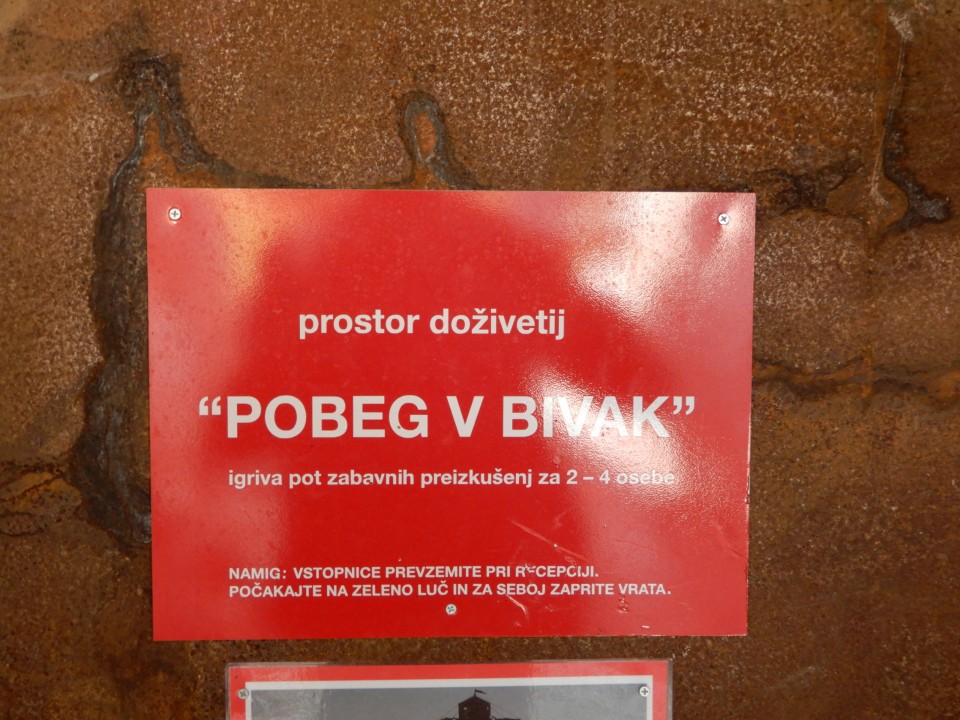 prostor doživetij
“POBEG V BIVAK”
igriva pot zabavnih preizkušenj za 2 – 4 osebe
NAMIG: VSTOPNICE PREVZEMITE PRI RECEPCIJI.
POČAKAJTE NA ZELENO LUČ IN ZA SEBOJ ZAPRITE VRATA.